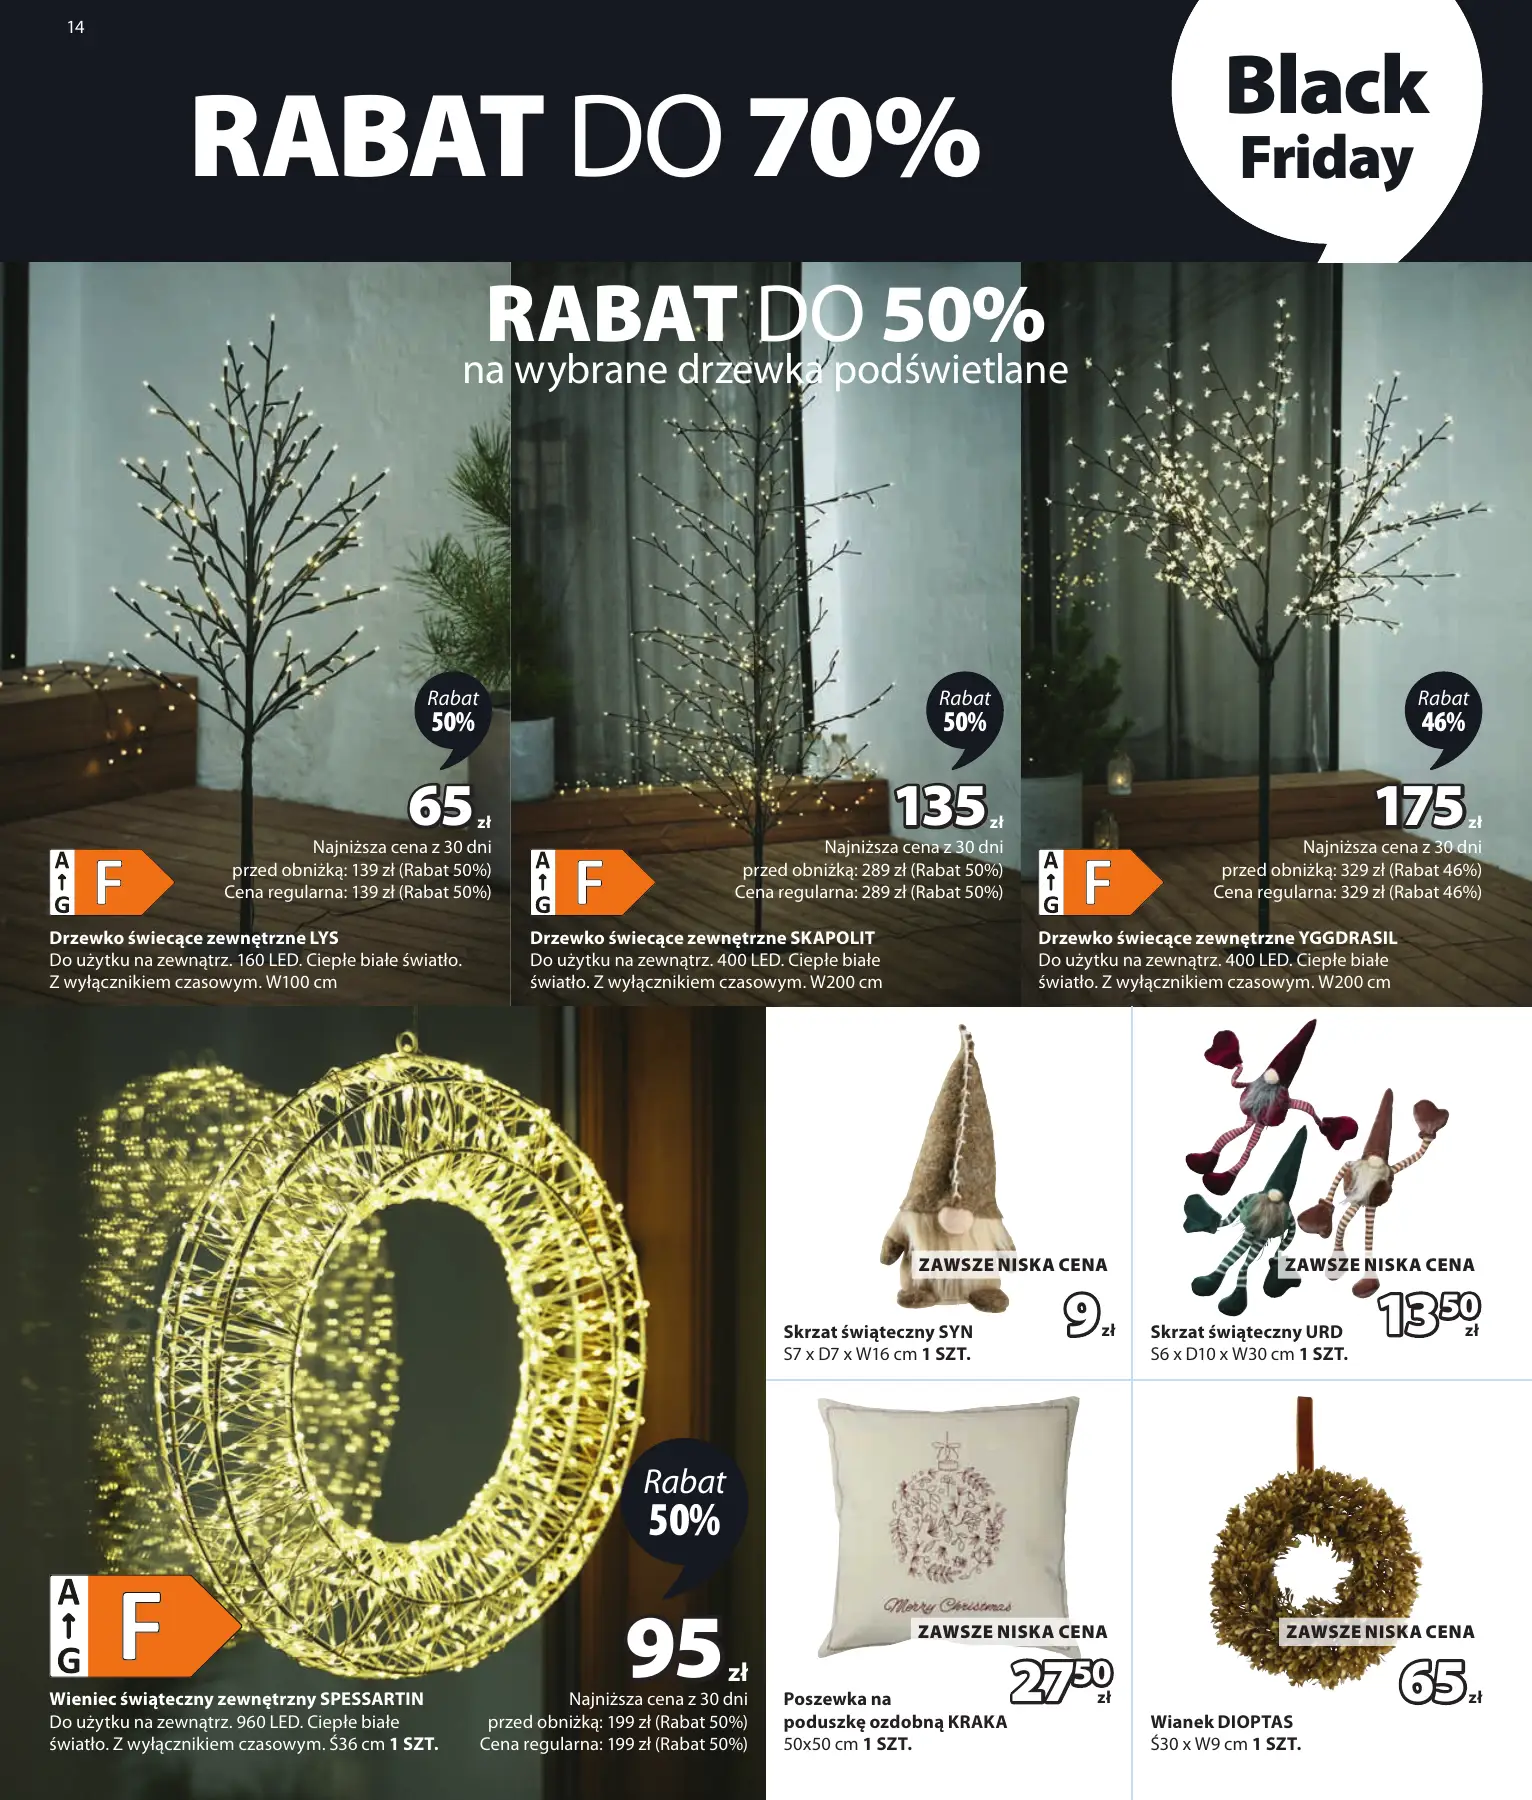 14
RABAT DO 70%
Black
Friday
RABAT DO 50%
na wybrane drzewka podświetlane
Rabat
50%
65 zł
Najniższa cena z 30 dni
przed obniżką: 139 zł (Rabat 50%)
Cena regularna: 139 zł (Rabat 50%)
A
G
F
Drzewko świecące zewnętrzne LYS
Do użytku na zewnątrz. 160 LED. Ciepłe białe światło.
Z wyłącznikiem czasowym. W100 cm
Rabat
50%
135 zł
Najniższa cena z 30 dni
przed obniżką: 289 zł (Rabat 50%)
Cena regularna: 289 zł (Rabat 50%)
A
G
F
Drzewko świecące zewnętrzne SKAPOLIT
Do użytku na zewnątrz. 400 LED. Ciepłe białe
światło. Z wyłącznikiem czasowym. W200 cm
Rabat
46%
175 zł
Najniższa cena z 30 dni
przed obniżką: 329 zł (Rabat 46%)
Cena regularna: 329 zł (Rabat 46%)
A
G
F
Drzewko świecące zewnętrzne YGGDRASIL
Do użytku na zewnątrz. 400 LED. Ciepłe białe
światło. Z wyłącznikiem czasowym. W200 cm
Rabat
50%
95 zł
A
G
F
Wieniec świąteczny zewnętrzny SPESSARTIN
Do użytku na zewnątrz. 960 LED. Ciepłe białe
światło. Z wyłącznikiem czasowym. Ś36 cm 1 SZT.
Najniższa cena z 30 dni
przed obniżką: 199 zł (Rabat 50%)
Cena regularna: 199 zł (Rabat 50%)
ZAWSZE NISKA CENA
9 zł
Skrzat świąteczny SYN
S7 x D7 x W16 cm 1 SZT.
ZAWSZE NISKA CENA
13 50 zł
Skrzat świąteczny URD
S6 x D10 x W30 cm 1 SZT.
Merry Christmas
ZAWSZE NISKA CENA
27 50 zł
Poszewka na
poduszkę ozdobną KRAKA
50x50 cm 1 SZT.
ZAWSZE NISKA CENA
65 zł
Wianek DIOPTAS
Ś30 x W9 cm 1 SZT.